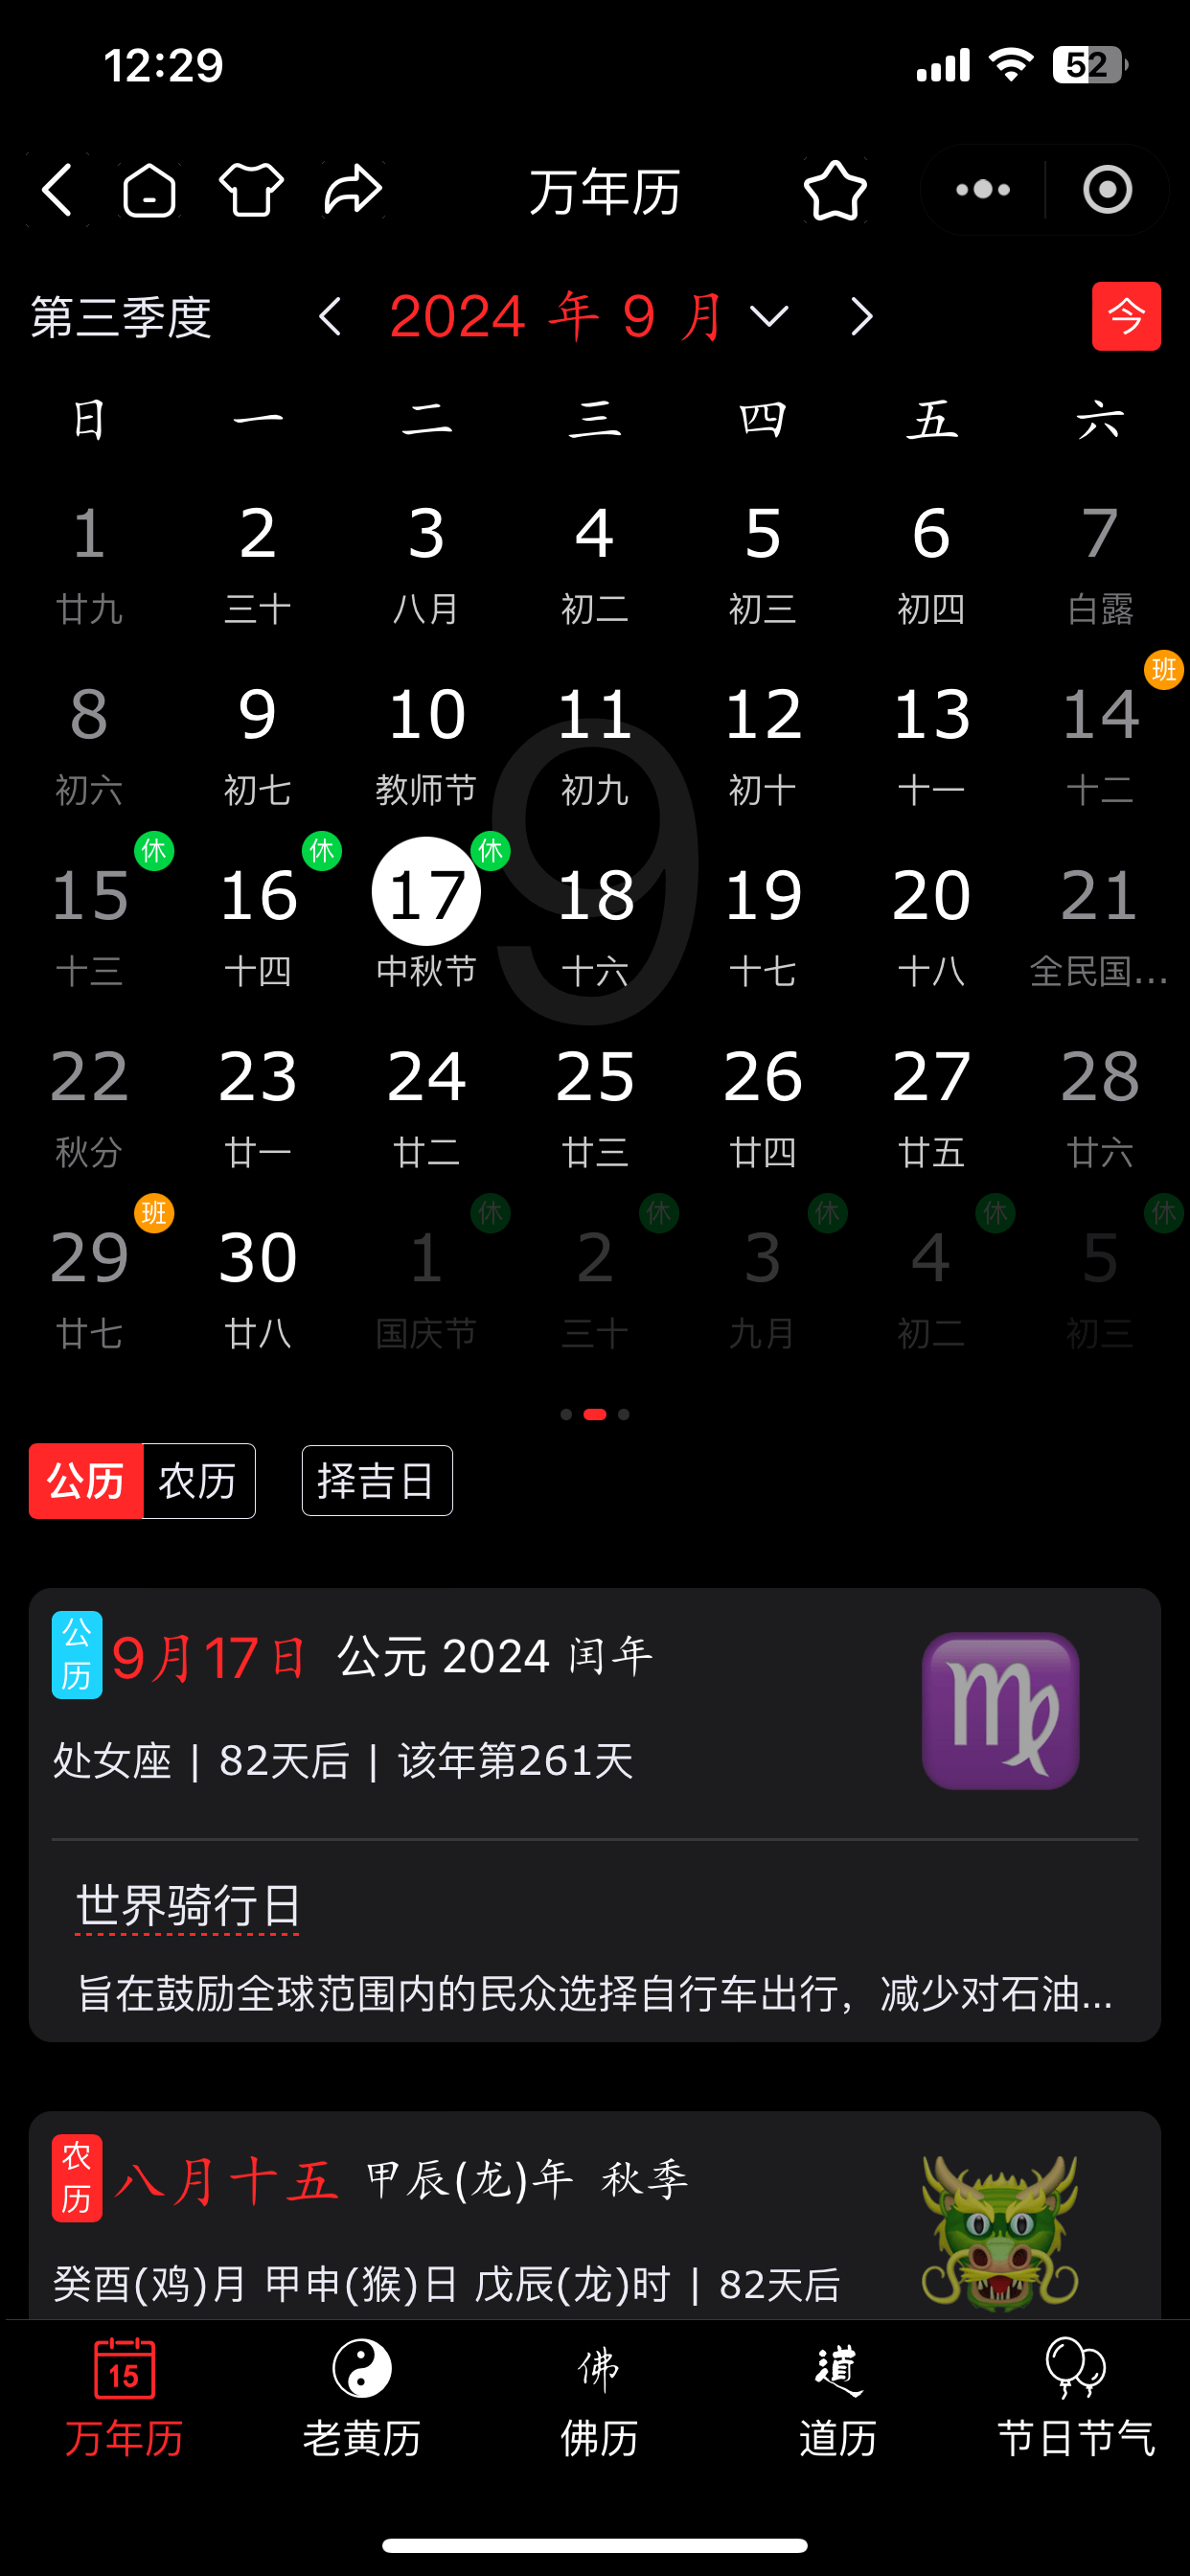 12:29 52
万年历
第三季度 2024 年 9 月 今
日 一 二 三 四 五 六
1 2 3 4 5 6 7
廿九 三十 八月 初二 初三 初四 白露
班
8 9 10 11 12 13 14
初六 初七 教师节 初九 初十 十一 十二
休 休 休
15 16 17 18 19 20 21
十三 十四 中秋节 十六 十七 十八 全民国...
9
22 23 24 25 26 27 28
秋分 廿一 廿二 廿三 廿四 廿五 廿六
班 休 休 休 休 休
29 30 1 2 3 4 5
廿七 廿八 国庆节 三十 九月 初二 初三
公历 农历 择吉日
公历 9月17日 公元 2024 闰年
处女座 | 82天后 | 该年第261天
世界骑行日
旨在鼓励全球范围内的民众选择自行车出行，减少对石油...
农历 八月十五 甲辰(龙)年 秋季
癸酉(鸡)月 甲申(猴)日 戊辰(龙)时 | 82天后
15 佛 道
万年历 老黄历 佛历 道历 节日节气